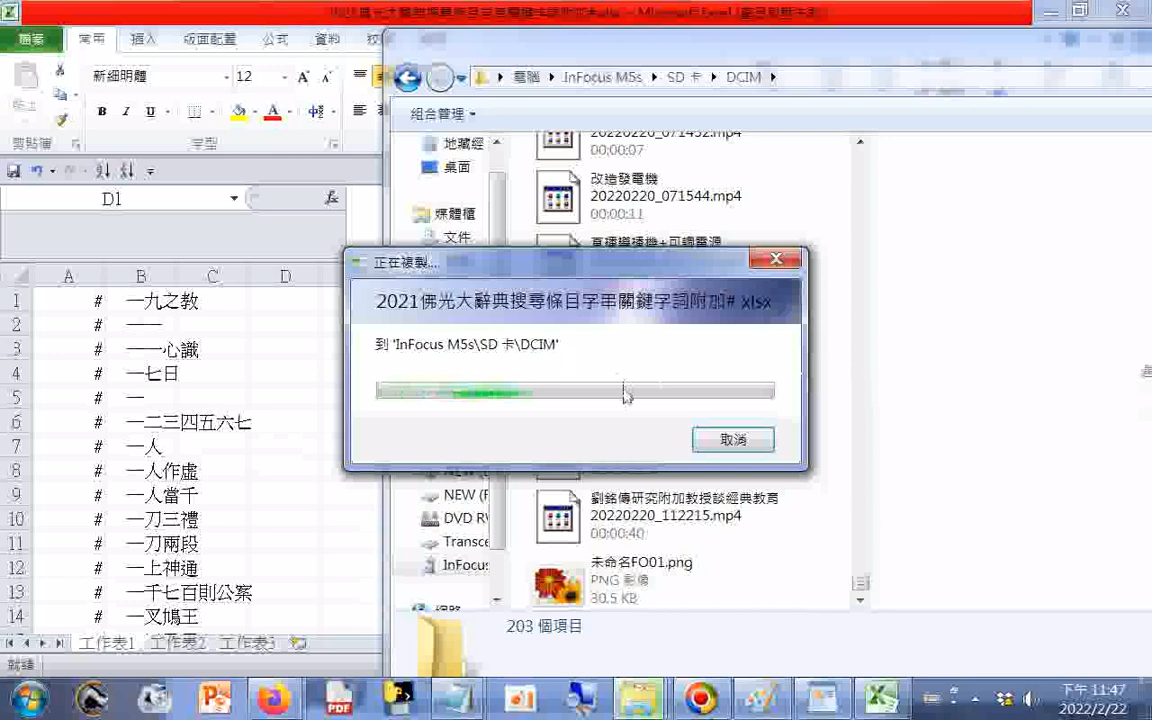 檔案
常用
插入
版面配置
公式
資料
新細明體
12
B I U
剪貼簿
字型
D1
fx
A B C D
1 # 一九之教
2 # 一一
3 # 一一心識
4 # 一七日
5 # 一
6 # 一二三四五六七
7 # 一人
8 # 一人作虛
9 # 一人當千
10 # 一刀三禮
11 # 一刀兩段
12 # 一上神通
13 # 一千七百則公案
14 # 一叉鳩王
工作表1 工作表2 工作表3
就緒
電腦 InFocus M5s SD 卡 DCIM
組合管理
地藏經
桌面
媒體櫃
文件
20220220_071432.mp4
00:00:07
改造發電機
20220220_071544.mp4
00:00:11
正在複製...
2021佛光大辭典搜尋條目字串關鍵字詞附加#.xlsx
到 'InFocus M5s\SD 卡\DCIM'
取消
NEW (F
DVD RW
Transce
InFocus
網路
劉銘傳研究附加教授談經典教育
20220220_112215.mp4
00:00:40
未命名FO01.png
PNG 影像
30.5 KB
203 個項目
PDF
下午 11:47
2022/2/22